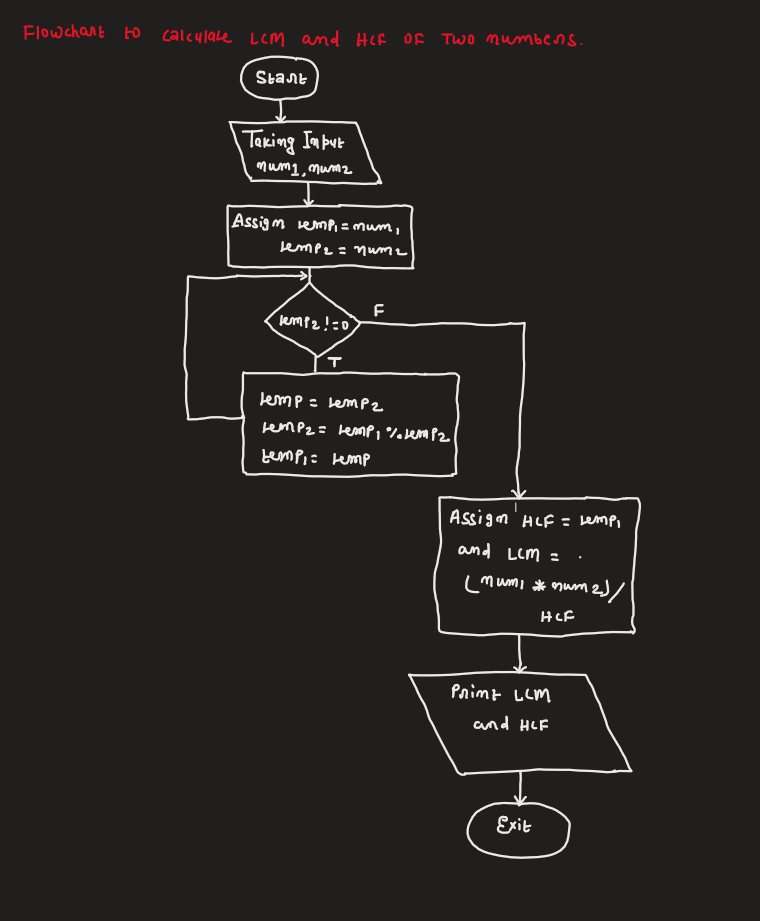 Flowchart to calculate LCM and HCF OF Two numbers.
Start
Taking Input
num1, num2
Assign temp1 = num1
temp2 = num2
temp2 != 0
F
T
temp = temp2
temp2 = temp1 % temp2
temp1 = temp
Assign HCF = temp1
and LCM =
(num1 * num2) /
HCF
Print LCM
and HCF
Exit